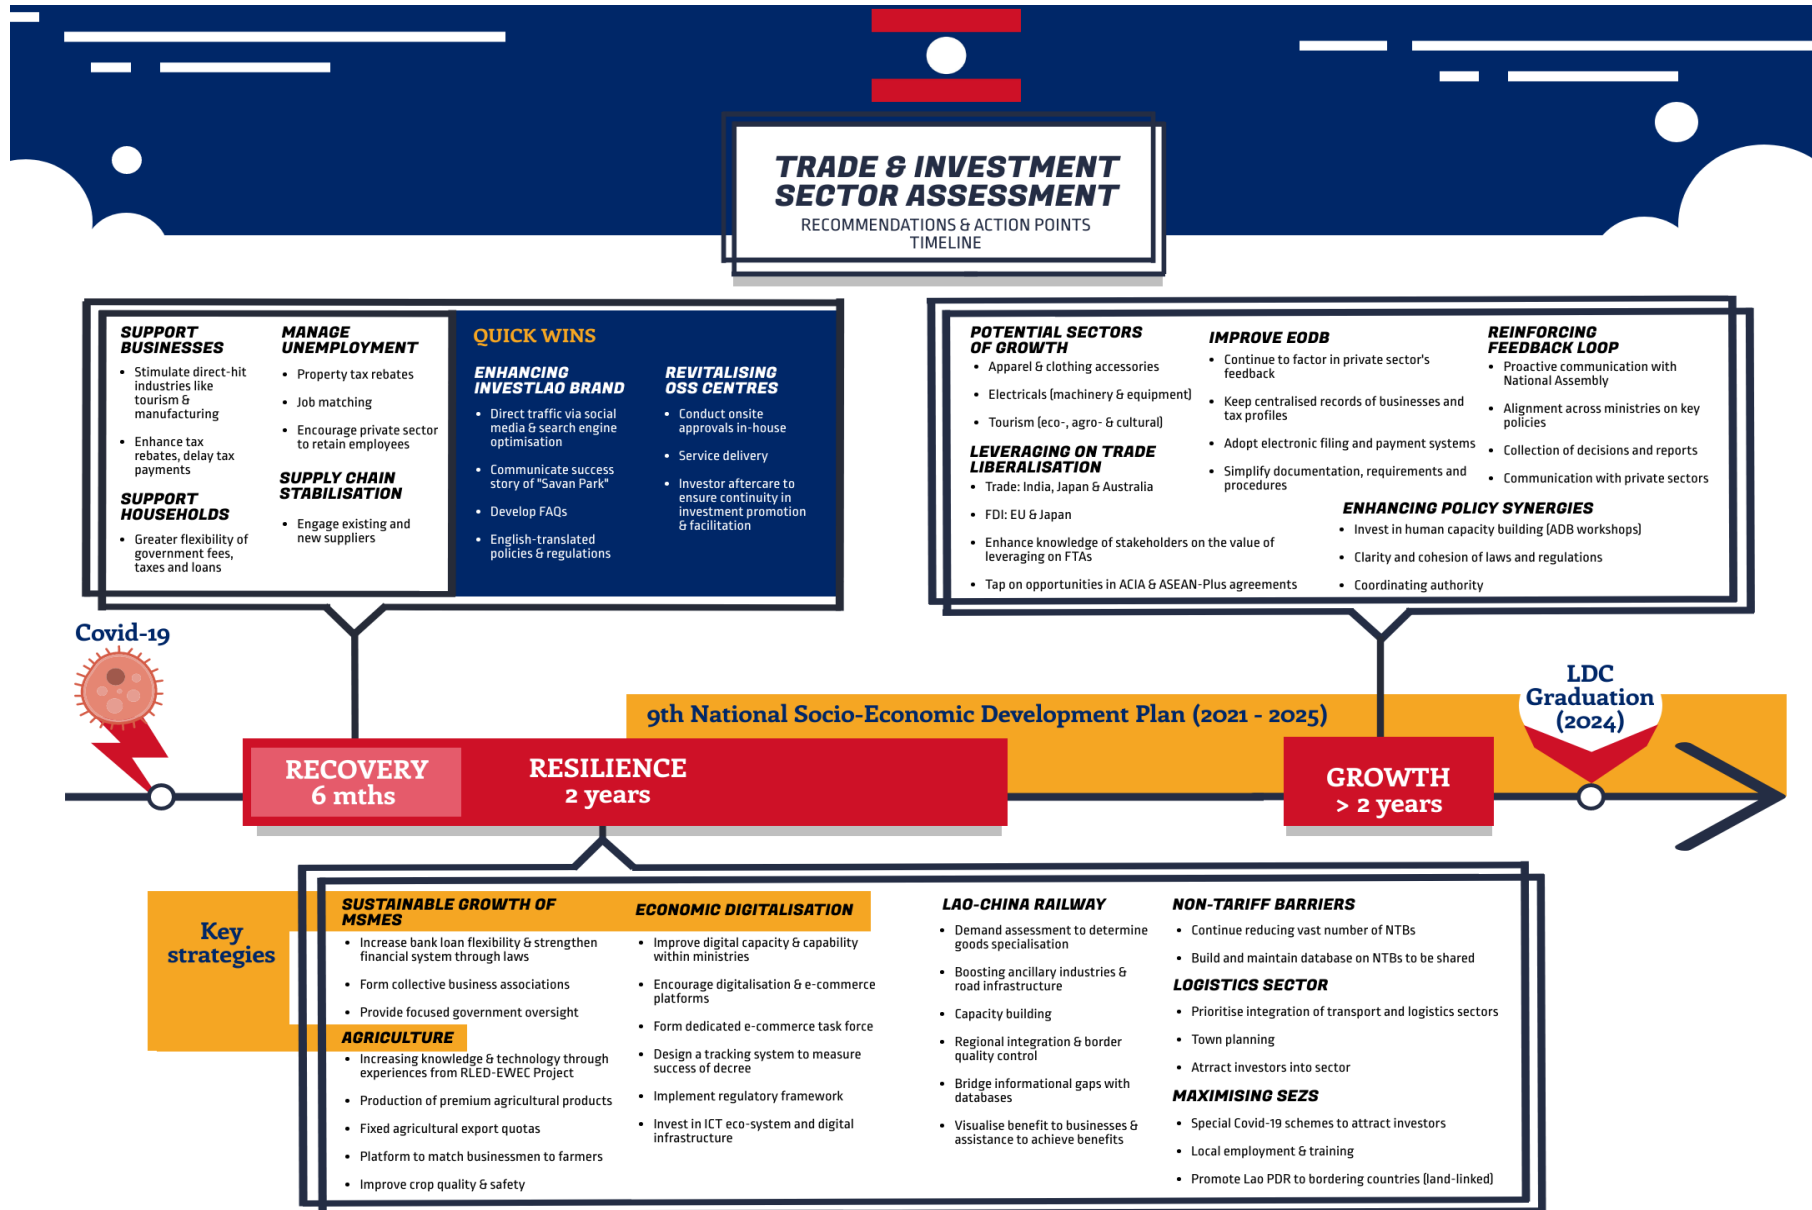 TRADE & INVESTMENT
SECTOR ASSESSMENT
RECOMMENDATIONS & ACTION POINTS
TIMELINE
SUPPORT
BUSINESSES
• Stimulate direct-hit
industries like
tourism &
manufacturing
• Enhance tax
rebates, delay tax
payments
SUPPORT
HOUSEHOLDS
• Greater flexibility of
government fees,
taxes and loans
MANAGE
UNEMPLOYMENT
• Property tax rebates
• Job matching
• Encourage private sector
to retain employees
SUPPLY CHAIN
STABILISATION
• Engage existing and
new suppliers
QUICK WINS
ENHANCING
INVESTLAO BRAND
• Direct traffic via social
media & search engine
optimisation
• Communicate success
story of "Savan Park"
• Develop FAQs
• English-translated
policies & regulations
REVITALISING
OSS CENTRES
• Conduct onsite
approvals in-house
• Service delivery
• Investor aftercare to
ensure continuity in
investment promotion
& facilitation
POTENTIAL SECTORS
OF GROWTH
• Apparel & clothing accessories
• Electricals (machinery & equipment)
• Tourism (eco-, agro- & cultural)
LEVERAGING ON TRADE
LIBERALISATION
• Trade: India, Japan & Australia
• FDI: EU & Japan
• Enhance knowledge of stakeholders on the value of
leveraging on FTAs
• Tap on opportunities in ACIA & ASEAN-Plus agreements
IMPROVE EODB
• Continue to factor in private sector's
feedback
• Keep centralised records of businesses and
tax profiles
• Adopt electronic filing and payment systems
• Simplify documentation, requirements and
procedures
REINFORCING
FEEDBACK LOOP
• Proactive communication with
National Assembly
• Alignment across ministries on key
policies
• Collection of decisions and reports
• Communication with private sectors
ENHANCING POLICY SYNERGIES
• Invest in human capacity building (ADB workshops)
• Clarity and cohesion of laws and regulations
• Coordinating authority
Covid-19
9th National Socio-Economic Development Plan (2021 - 2025)
LDC
Graduation
(2024)
RECOVERY
6 mths
RESILIENCE
2 years
GROWTH
> 2 years
Key
strategies
SUSTAINABLE GROWTH OF
MSMES
• Increase bank loan flexibility & strengthen
financial system through laws
• Form collective business associations
• Provide focused government oversight
AGRICULTURE
• Increasing knowledge & technology through
experiences from RLED-EWEC Project
• Production of premium agricultural products
• Fixed agricultural export quotas
• Platform to match businessmen to farmers
• Improve crop quality & safety
ECONOMIC DIGITALISATION
• Improve digital capacity & capability
within ministries
• Encourage digitalisation & e-commerce
platforms
• Form dedicated e-commerce task force
• Design a tracking system to measure
success of decree
• Implement regulatory framework
• Invest in ICT eco-system and digital
infrastructure
LAO-CHINA RAILWAY
• Demand assessment to determine
goods specialisation
• Boosting ancillary industries &
road infrastructure
• Capacity building
• Regional integration & border
quality control
• Bridge informational gaps with
databases
• Visualise benefit to businesses &
assistance to achieve benefits
NON-TARIFF BARRIERS
• Continue reducing vast number of NTBs
• Build and maintain database on NTBs to be shared
LOGISTICS SECTOR
• Prioritise integration of transport and logistics sectors
• Town planning
• Atrract investors into sector
MAXIMISING SEZS
• Special Covid-19 schemes to attract investors
• Local employment & training
• Promote Lao PDR to bordering countries (land-linked)